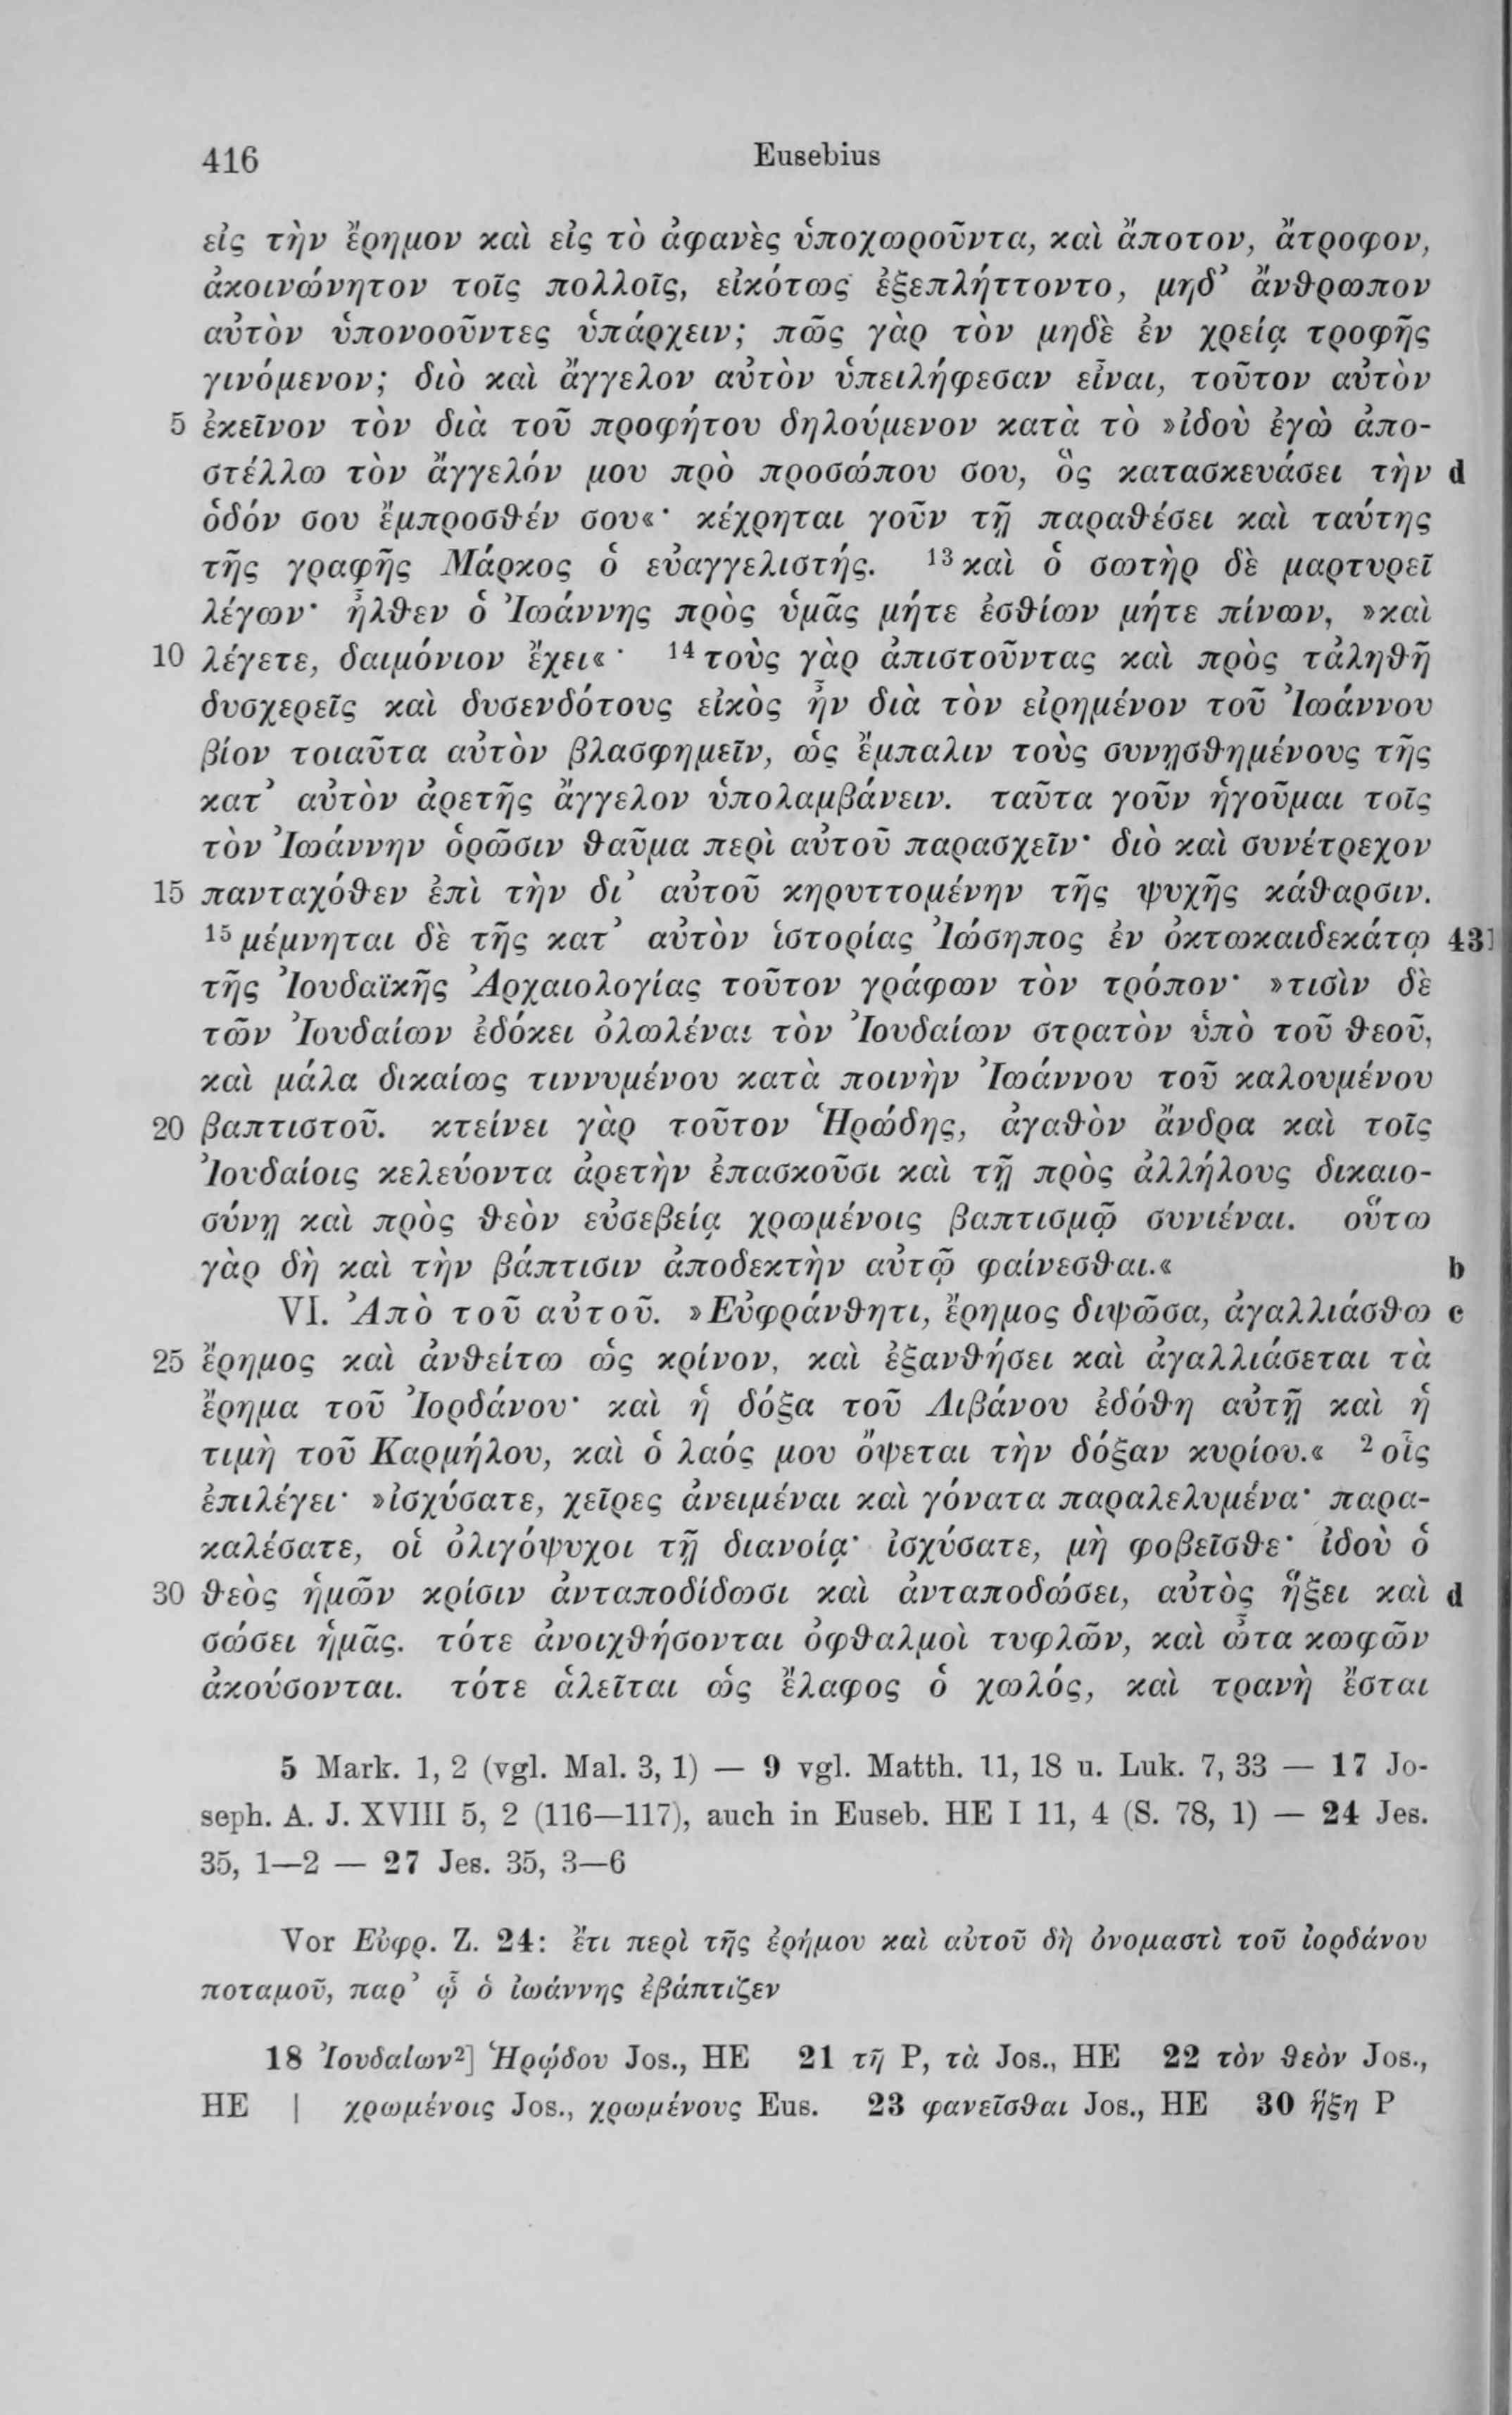 416 Eusebius
εἰς τὴν ἔρημον καὶ εἰς τὸ ἀφανὲς ὑποχωροῦντα, καὶ ἄποτον, ἄτροφον,
ἀκοινώνητον τοῖς πολλοῖς, εἰκότως ἐξεπλήττοντο, μηδ’ ἄνθρωπον
αὐτὸν ὑπονοοῦντες ὑπάρχειν; πῶς γὰρ τὸν μηδὲ ἐν χρείᾳ τροφῆς
γινόμενον; διὸ καὶ ἄγγελον αὐτὸν ὑπειλήφεσαν εἶναι, τοῦτον αὐτὸν
5 ἐκεῖνον τὸν διὰ τοῦ προφήτου δηλούμενον κατὰ τὸ »ἰδοὺ ἐγὼ ἀπο-
στέλλω τὸν ἄγγελόν μου πρὸ προσώπου σου, ὃς κατασκευάσει τὴν d
ὁδόν σου ἔμπροσθέν σου«· κέχρηται γοῦν τῇ παραθέσει καὶ ταύτης
τῆς γραφῆς Μάρκος ὁ εὐαγγελιστής. ¹³ καὶ ὁ σωτὴρ δὲ μαρτυρεῖ
λέγων· ἦλθεν ὁ Ἰωάννης πρὸς ὑμᾶς μήτε ἐσθίων μήτε πίνων, »καὶ
10 λέγετε, δαιμόνιον ἔχει«· ¹⁴ τοὺς γὰρ ἀπιστοῦντας καὶ πρὸς τἀληθῆ
δυσχερεῖς καὶ δυσενδότους εἰκὸς ἦν διὰ τὸν εἰρημένον τοῦ Ἰωάννου
βίον τοιαῦτα αὐτὸν βλασφημεῖν, ὡς ἔμπαλιν τοὺς συνῃσθημένους τῆς
κατ’ αὐτὸν ἀρετῆς ἄγγελον ὑπολαμβάνειν. ταῦτα γοῦν ἡγοῦμαι τοῖς
τὸν Ἰωάννην ὁρῶσιν θαῦμα περὶ αὐτοῦ παρασχεῖν· διὸ καὶ συνέτρεχον
15 πανταχόθεν ἐπὶ τὴν δι’ αὐτοῦ κηρυττομένην τῆς ψυχῆς κάθαρσιν.
¹⁵ μέμνηται δὲ τῆς κατ’ αὐτὸν ἱστορίας Ἰώσηπος ἐν ὀκτωκαιδεκάτῳ 431
τῆς Ἰουδαϊκῆς Ἀρχαιολογίας τοῦτον γράφων τὸν τρόπον· »τισὶν δὲ
τῶν Ἰουδαίων ἐδόκει ὀλωλέναι τὸν Ἰουδαίων στρατὸν ὑπὸ τοῦ θεοῦ,
καὶ μάλα δικαίως τιννυμένου κατὰ ποινὴν Ἰωάννου τοῦ καλουμένου
20 βαπτιστοῦ. κτείνει γὰρ τοῦτον Ἡρώδης, ἀγαθὸν ἄνδρα καὶ τοῖς
Ἰουδαίοις κελεύοντα ἀρετὴν ἐπασκοῦσι καὶ τῇ πρὸς ἀλλήλους δικαιο-
σύνῃ καὶ πρὸς θεὸν εὐσεβείᾳ χρωμένοις βαπτισμῷ συνιέναι. οὕτω
γὰρ δὴ καὶ τὴν βάπτισιν ἀποδεκτὴν αὐτῷ φαίνεσθαι.« b
VI. Ἀπὸ τοῦ αὐτοῦ. »Εὐφράνθητι, ἔρημος διψῶσα, ἀγαλλιάσθω c
25 ἔρημος καὶ ἀνθείτω ὡς κρίνον, καὶ ἐξανθήσει καὶ ἀγαλλιάσεται τὰ
ἔρημα τοῦ Ἰορδάνου· καὶ ἡ δόξα τοῦ Λιβάνου ἐδόθη αὐτῇ καὶ ἡ
τιμὴ τοῦ Καρμήλου, καὶ ὁ λαός μου ὄψεται τὴν δόξαν κυρίου.« ² οἷς
ἐπιλέγει· »ἰσχύσατε, χεῖρες ἀνειμέναι καὶ γόνατα παραλελυμένα· παρα-
καλέσατε, οἱ ὀλιγόψυχοι τῇ διανοίᾳ· ἰσχύσατε, μὴ φοβεῖσθε· ἰδοὺ ὁ
30 θεὸς ἡμῶν κρίσιν ἀνταποδίδωσι καὶ ἀνταποδώσει, αὐτὸς ἥξει καὶ d
σώσει ἡμᾶς. τότε ἀνοιχθήσονται ὀφθαλμοὶ τυφλῶν, καὶ ὦτα κωφῶν
ἀκούσονται. τότε ἁλεῖται ὡς ἔλαφος ὁ χωλός, καὶ τρανὴ ἔσται
5 Mark. 1, 2 (vgl. Mal. 3, 1) — 9 vgl. Matth. 11, 18 u. Luk. 7, 33 — 17 Jo-
seph. A. J. XVIII 5, 2 (116—117), auch in Euseb. HE I 11, 4 (S. 78, 1) — 24 Jes.
35, 1—2 — 27 Jes. 35, 3—6
Vor Εὐφρ. Z. 24: ἔτι περὶ τῆς ἐρήμου καὶ αὐτοῦ δὴ ὀνομαστὶ τοῦ ἰορδάνου
ποταμοῦ, παρ’ ᾧ ὁ ἰωάννης ἐβάπτιζεν
18 Ἰουδαίων²] Ἡρῴδου Jos., HE 21 τῇ P, τὰ Jos., HE 22 τὸν θεὸν Jos.,
HE | χρωμένοις Jos., χρωμένους Eus. 23 φανεῖσθαι Jos., HE 30 ἥξη P